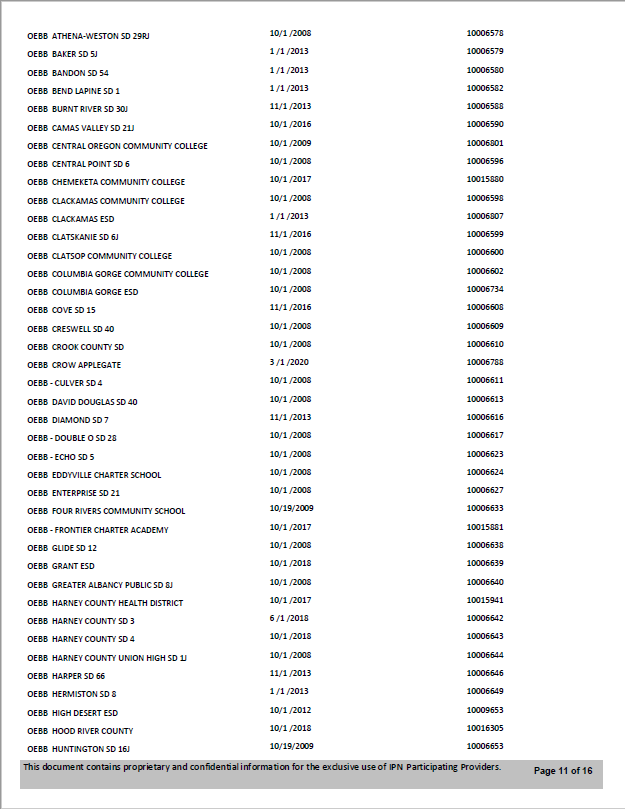 OEBB ATHENA-WESTON SD 29RJ 10/1 /2008 10006578
OEBB BAKER SD 5J 1 /1 /2013 10006579
OEBB BANDON SD 54 1 /1 /2013 10006580
OEBB BEND LAPINE SD 1 1 /1 /2013 10006582
OEBB BURNT RIVER SD 30J 11/1 /2013 10006588
OEBB CAMAS VALLEY SD 21J 10/1 /2016 10006590
OEBB CENTRAL OREGON COMMUNITY COLLEGE 10/1 /2009 10006801
OEBB CENTRAL POINT SD 6 10/1 /2008 10006596
OEBB CHEMEKETA COMMUNITY COLLEGE 10/1 /2017 10015880
OEBB CLACKAMAS COMMUNITY COLLEGE 10/1 /2008 10006598
OEBB CLACKAMAS ESD 1 /1 /2013 10006807
OEBB CLATSKANIE SD 6J 11/1 /2016 10006599
OEBB CLATSOP COMMUNITY COLLEGE 10/1 /2008 10006600
OEBB COLUMBIA GORGE COMMUNITY COLLEGE 10/1 /2008 10006602
OEBB COLUMBIA GORGE ESD 10/1 /2008 10006734
OEBB COVE SD 15 11/1 /2016 10006608
OEBB CRESWELL SD 40 10/1 /2008 10006609
OEBB CROOK COUNTY SD 10/1 /2008 10006610
OEBB CROW APPLEGATE 3 /1 /2020 10006788
OEBB - CULVER SD 4 10/1 /2008 10006611
OEBB DAVID DOUGLAS SD 40 10/1 /2008 10006613
OEBB DIAMOND SD 7 11/1 /2013 10006616
OEBB - DOUBLE O SD 28 10/1 /2008 10006617
OEBB - ECHO SD 5 10/1 /2008 10006623
OEBB EDDYVILLE CHARTER SCHOOL 10/1 /2008 10006624
OEBB ENTERPRISE SD 21 10/1 /2008 10006627
OEBB FOUR RIVERS COMMUNITY SCHOOL 10/19/2009 10006633
OEBB - FRONTIER CHARTER ACADEMY 10/1 /2017 10015881
OEBB GLIDE SD 12 10/1 /2008 10006638
OEBB GRANT ESD 10/1 /2018 10006639
OEBB GREATER ALBANCY PUBLIC SD 8J 10/1 /2008 10006640
OEBB HARNEY COUNTY HEALTH DISTRICT 10/1 /2017 10015941
OEBB HARNEY COUNTY SD 3 6 /1 /2018 10006642
OEBB HARNEY COUNTY SD 4 10/1 /2018 10006643
OEBB HARNEY COUNTY UNION HIGH SD 1J 10/1 /2008 10006644
OEBB HARPER SD 66 11/1 /2013 10006646
OEBB HERMISTON SD 8 1 /1 /2013 10006649
OEBB HIGH DESERT ESD 10/1 /2012 10009653
OEBB HOOD RIVER COUNTY 10/1 /2018 10016305
OEBB HUNTINGTON SD 16J 10/19/2009 10006653
This document contains proprietary and confidential information for the exclusive use of IPN Participating Providers. Page 11 of 16